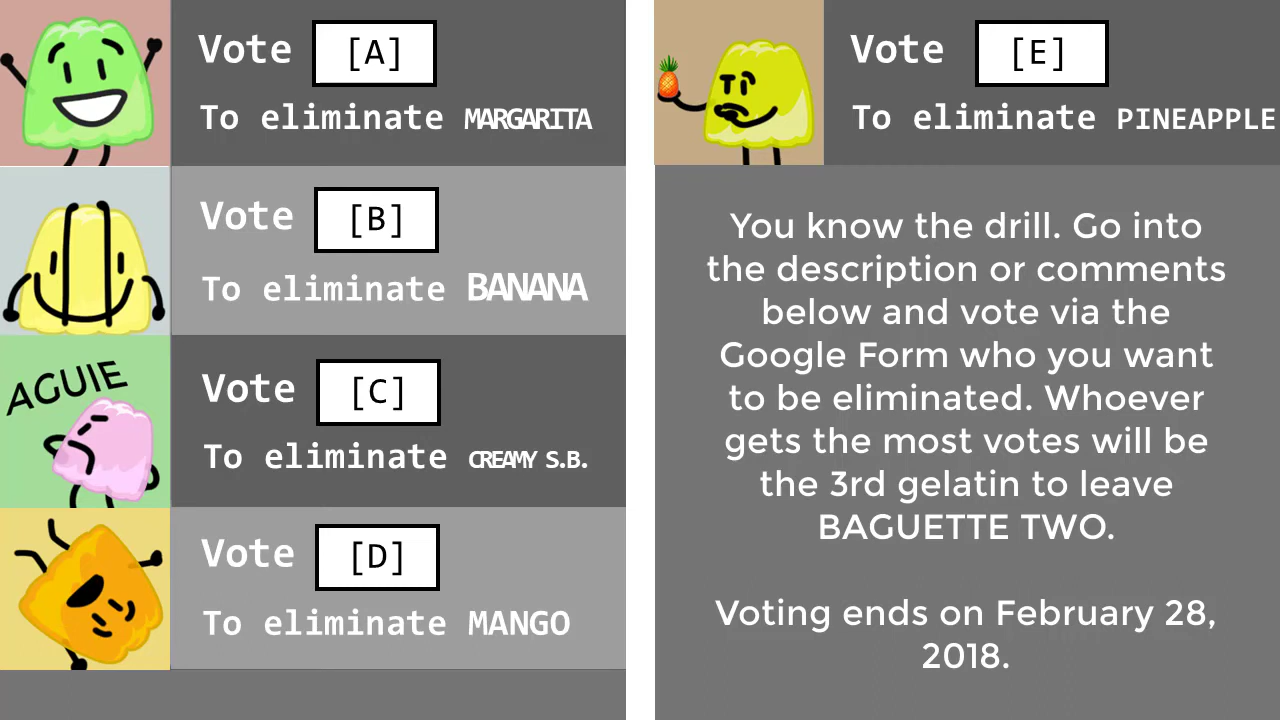 Vote [A]
To eliminate MARGARITA
Vote [B]
To eliminate BANANA
AGUIE
Vote [C]
To eliminate CREAMY S.B.
Vote [D]
To eliminate MANGO
Vote [E]
To eliminate PINEAPPLE
You know the drill. Go into
the description or comments
below and vote via the
Google Form who you want
to be eliminated. Whoever
gets the most votes will be
the 3rd gelatin to leave
BAGUETTE TWO.
Voting ends on February 28,
2018.